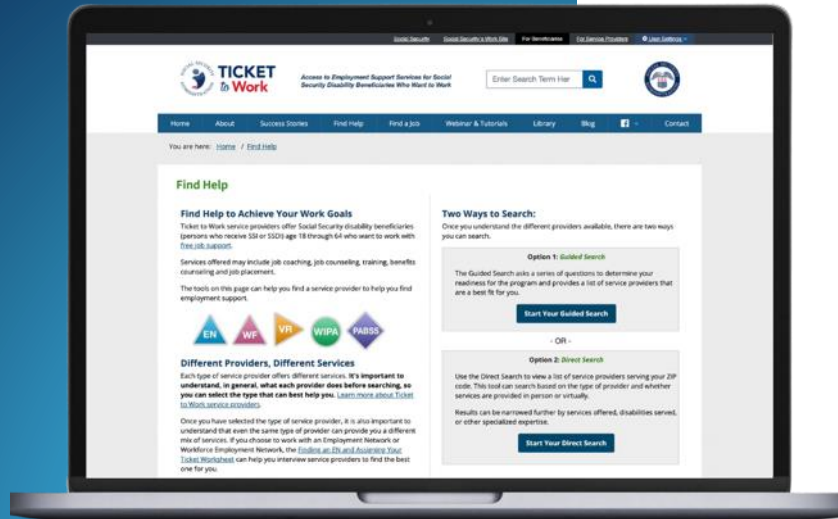 Social Security
Social Security's Work Site
For Beneficiaries
For Service Providers
User Settings
TICKET
to Work
Access to Employment Support Services for Social
Security Disability Beneficiaries Who Want to Work
Enter Search Term Her
Home
About
Success Stories
Find Help
Find a Job
Webinar & Tutorials
Library
Blog
Contact
You are here: Home / Find Help
Find Help
Find Help to Achieve Your Work Goals
Ticket to Work service providers offer Social Security disability beneficiaries
(persons who receive SSI or SSDI) age 18 through 64 who want to work with
free job support.
Services offered may include job coaching, job counseling, training, benefits
counseling and job placement.
The tools on this page can help you find a service provider to help you find
employment support.
EN WF VR WIPA PABSS
Different Providers, Different Services
Each type of service provider offers different services. It's important to
understand, in general, what each provider does before searching, so
you can select the type that can best help you. Learn more about Ticket
to Work service providers.
Once you have selected the type of service provider, it is also important to
understand that even the same type of provider can provide you a different
mix of services. If you choose to work with an Employment Network or
Workforce Employment Network, the Finding an EN and Assigning Your
Ticket Worksheet can help you interview service providers to find the best
one for you.
Two Ways to Search:
Once you understand the different providers available, there are two ways
you can search.
Option 1: Guided Search
The Guided Search asks a series of questions to determine your
readiness for the program and provides a list of service providers that
are a best fit for you.
Start Your Guided Search
- OR -
Option 2: Direct Search
Use the Direct Search to view a list of service providers serving your ZIP
code. This tool can search based on the type of provider and whether
services are provided in person or virtually.
Results can be narrowed further by services offered, disabilities served,
or other specialized expertise.
Start Your Direct Search